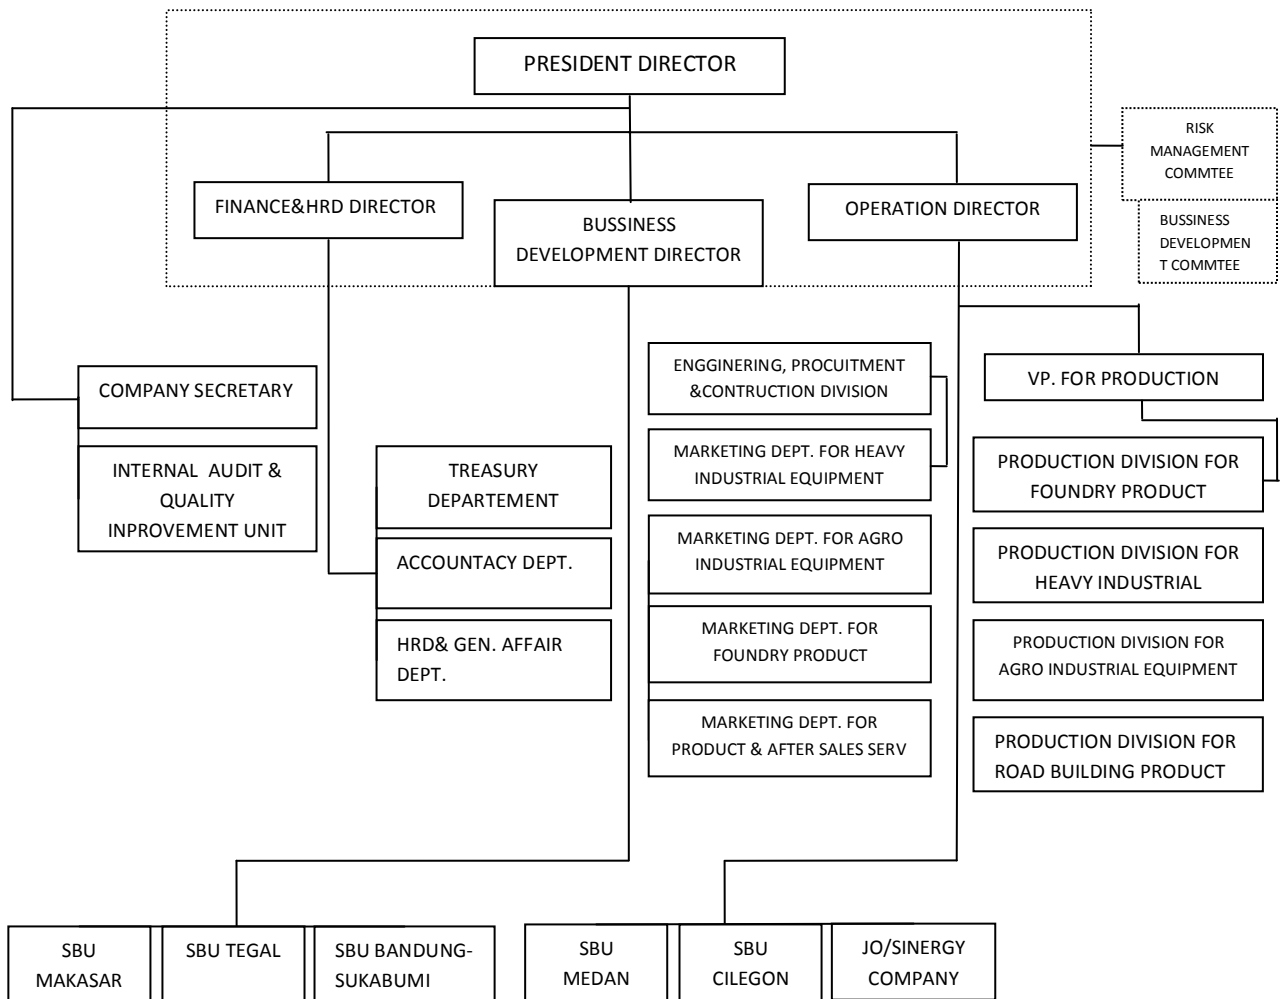 PRESIDENT DIRECTOR
RISK
MANAGEMENT
COMMTEE
FINANCE&HRD DIRECTOR
BUSSINESS
DEVELOPMENT DIRECTOR
OPERATION DIRECTOR
BUSSINESS
DEVELOPMEN
T COMMTEE
COMPANY SECRETARY
INTERNAL AUDIT &
QUALITY
INPROVEMENT UNIT
TREASURY
DEPARTEMENT
ACCOUNTACY DEPT.
HRD& GEN. AFFAIR
DEPT.
ENGGINERING, PROCUITMENT
&CONTRUCTION DIVISION
MARKETING DEPT. FOR HEAVY
INDUSTRIAL EQUIPMENT
MARKETING DEPT. FOR AGRO
INDUSTRIAL EQUIPMENT
MARKETING DEPT. FOR
FOUNDRY PRODUCT
MARKETING DEPT. FOR
PRODUCT & AFTER SALES SERV
VP. FOR PRODUCTION
PRODUCTION DIVISION FOR
FOUNDRY PRODUCT
PRODUCTION DIVISION FOR
HEAVY INDUSTRIAL
PRODUCTION DIVISION FOR
AGRO INDUSTRIAL EQUIPMENT
PRODUCTION DIVISION FOR
ROAD BUILDING PRODUCT
SBU
MAKASAR
SBU TEGAL
SBU BANDUNG-
SUKABUMI
SBU
MEDAN
SBU
CILEGON
JO/SINERGY
COMPANY